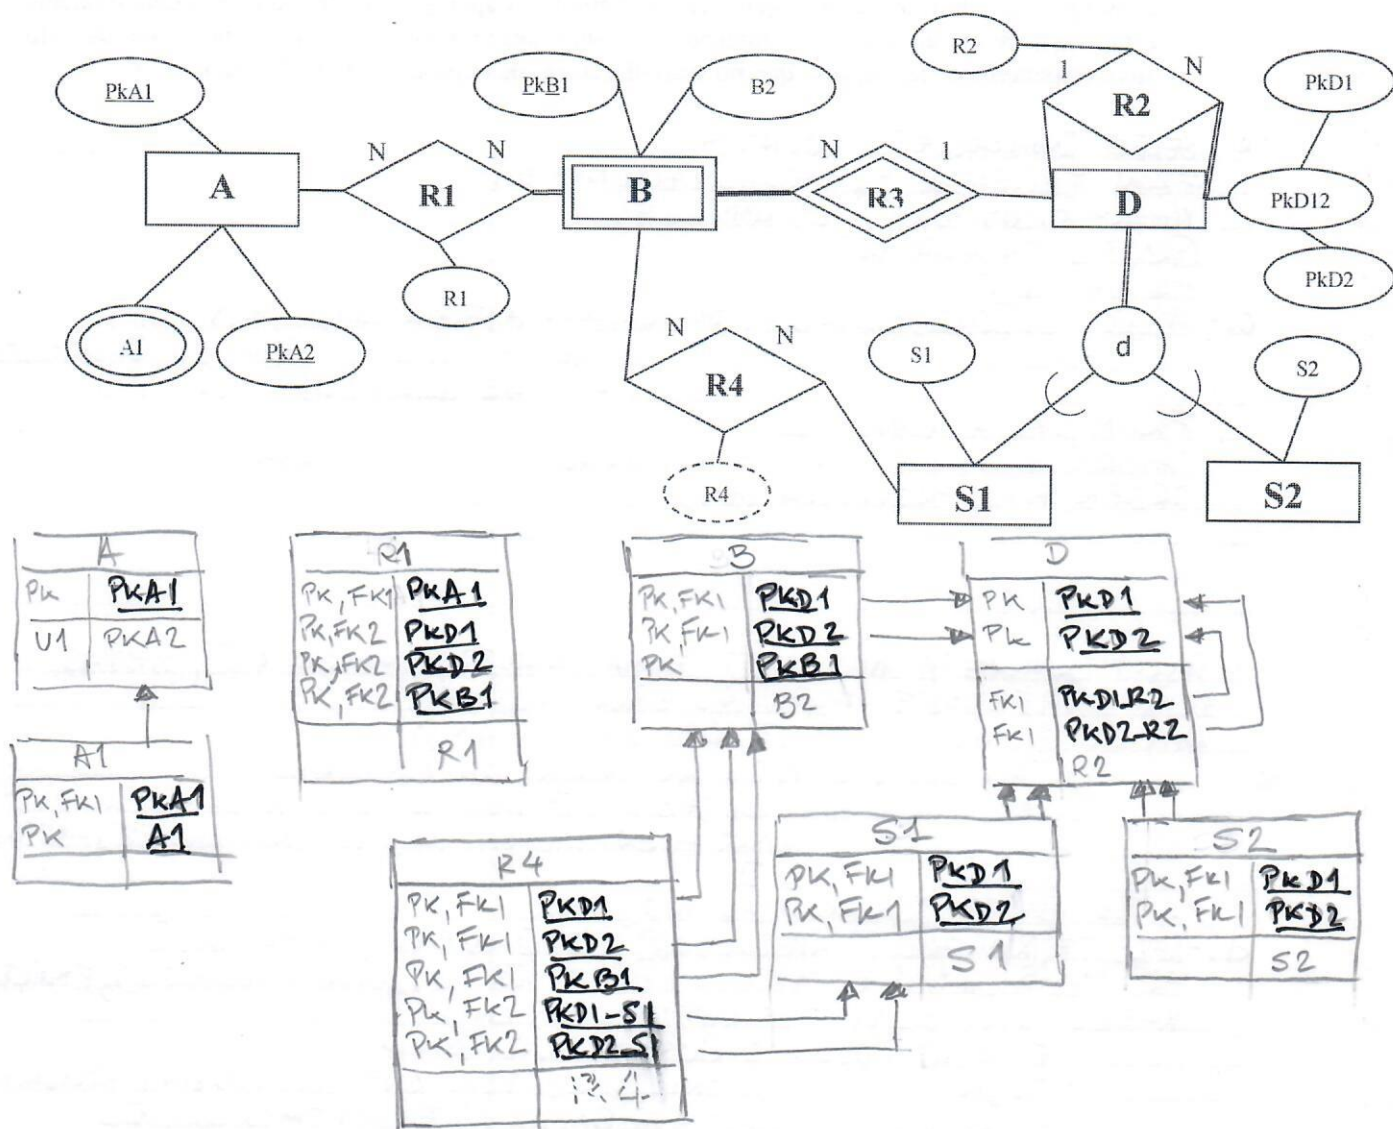 R2
PkA1
PkB1
B2
1
N
R2
PkD1
A
N
N
R1
B
N
1
R3
D
PkD12
R1
PkD2
A1
PkA2
N
N
R4
S1
d
S2
R4
S1
S2
A
PK PKA1
U1 PKA2
A1
PK,FK1 PKA1
PK A1
R1
PK,FK1 PKA1
PK,FK2 PKD1
PK,FK2 PKD2
PK,FK2 PKB1
R1
B
PK,FK1 PKD1
PK,FK1 PKD2
PK PKB1
B2
D
PK PKD1
PK PKD2
FK1 PKD1_R2
FK1 PKD2_R2
R2
R4
PK,FK1 PKD1
PK,FK1 PKD2
PK,FK1 PKB1
PK,FK2 PKD1-S1
PK,FK2 PKD2_S1
R4
S1
PK,FK1 PKD1
PK,FK1 PKD2
S1
S2
PK,FK1 PKD1
PK,FK1 PKD2
S2